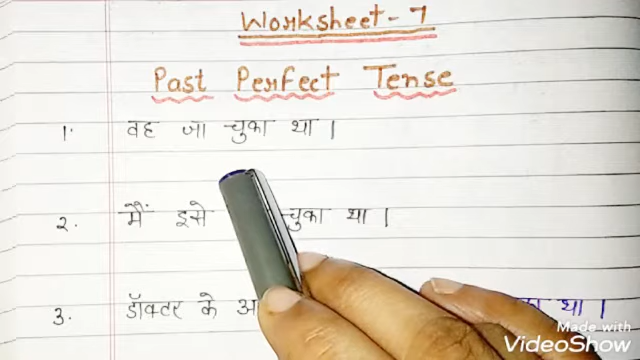 Worksheet - 7
Past Perfect Tense
1. वह जा चुका था ।
2. मैं इसे चुका था ।
3. डॉक्टर के था ।
Made with
VideoShow